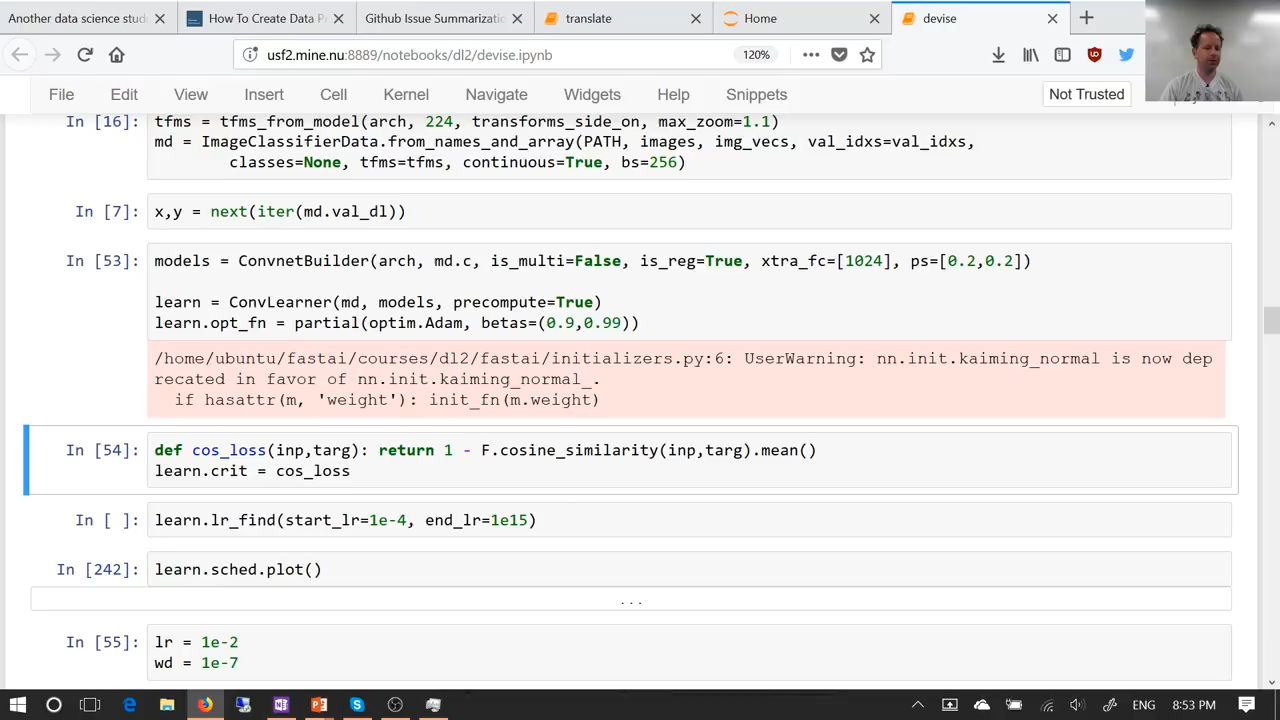 Another data science stud
How To Create Data P
Github Issue Summarizatio
translate
Home
devise
usf2.mine.nu:8889/notebooks/dl2/devise.ipynb
120%
File Edit View Insert Cell Kernel Navigate Widgets Help Snippets
Not Trusted
In [16]: tfms = tfms_from_model(arch, 224, transforms_side_on, max_zoom=1.1)
md = ImageClassifierData.from_names_and_array(PATH, images, img_vecs, val_idxs=val_idxs,
classes=None, tfms=tfms, continuous=True, bs=256)
In [7]: x,y = next(iter(md.val_dl))
In [53]: models = ConvnetBuilder(arch, md.c, is_multi=False, is_reg=True, xtra_fc=[1024], ps=[0.2,0.2])
learn = ConvLearner(md, models, precompute=True)
learn.opt_fn = partial(optim.Adam, betas=(0.9,0.99))
/home/ubuntu/fastai/courses/dl2/fastai/initializers.py:6: UserWarning: nn.init.kaiming_normal is now dep
recated in favor of nn.init.kaiming_normal_.
if hasattr(m, 'weight'): init_fn(m.weight)
In [54]: def cos_loss(inp,targ): return 1 - F.cosine_similarity(inp,targ).mean()
learn.crit = cos_loss
In [ ]: learn.lr_find(start_lr=1e-4, end_lr=1e15)
In [242]: learn.sched.plot()
...
In [55]: lr = 1e-2
wd = 1e-7
ENG
8:53 PM